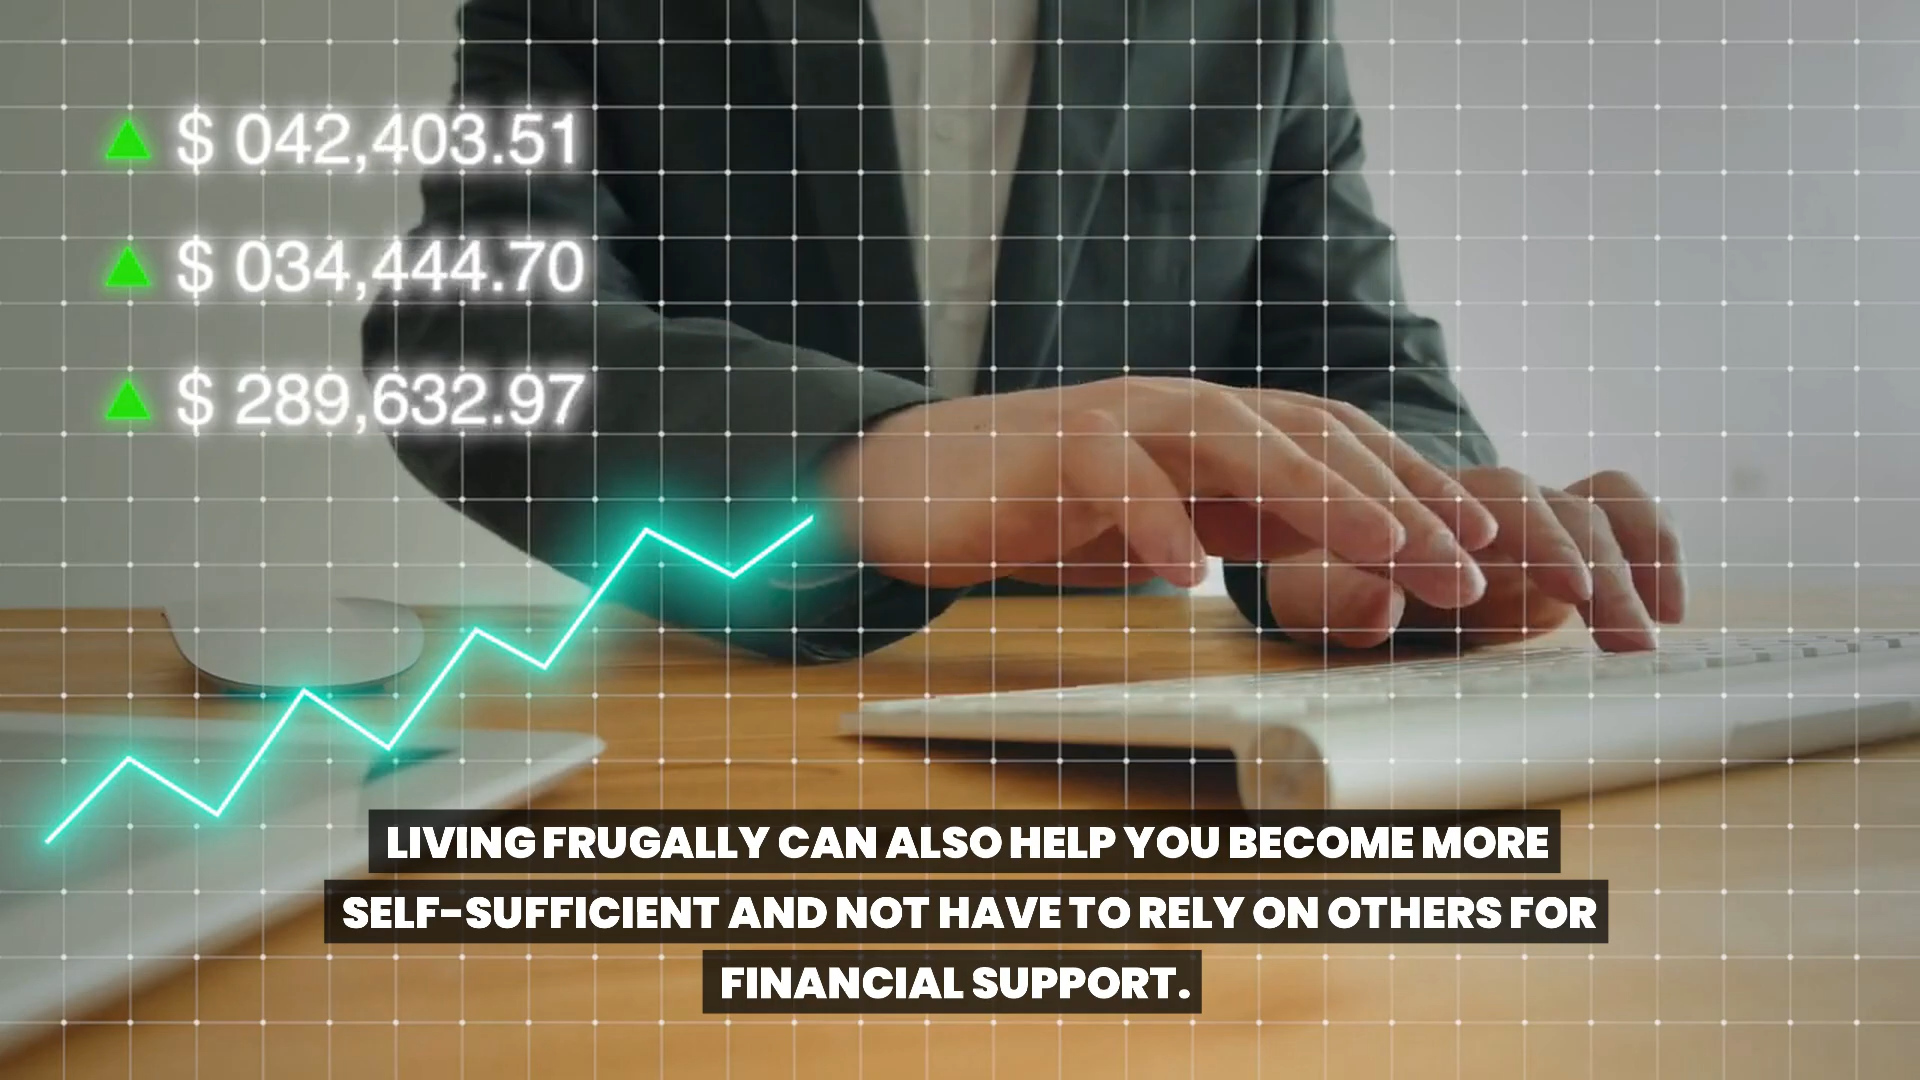 $ 042,403.51
$ 034,444.70
$ 289,632.97
LIVING FRUGALLY CAN ALSO HELP YOU BECOME MORE
SELF-SUFFICIENT AND NOT HAVE TO RELY ON OTHERS FOR
FINANCIAL SUPPORT.